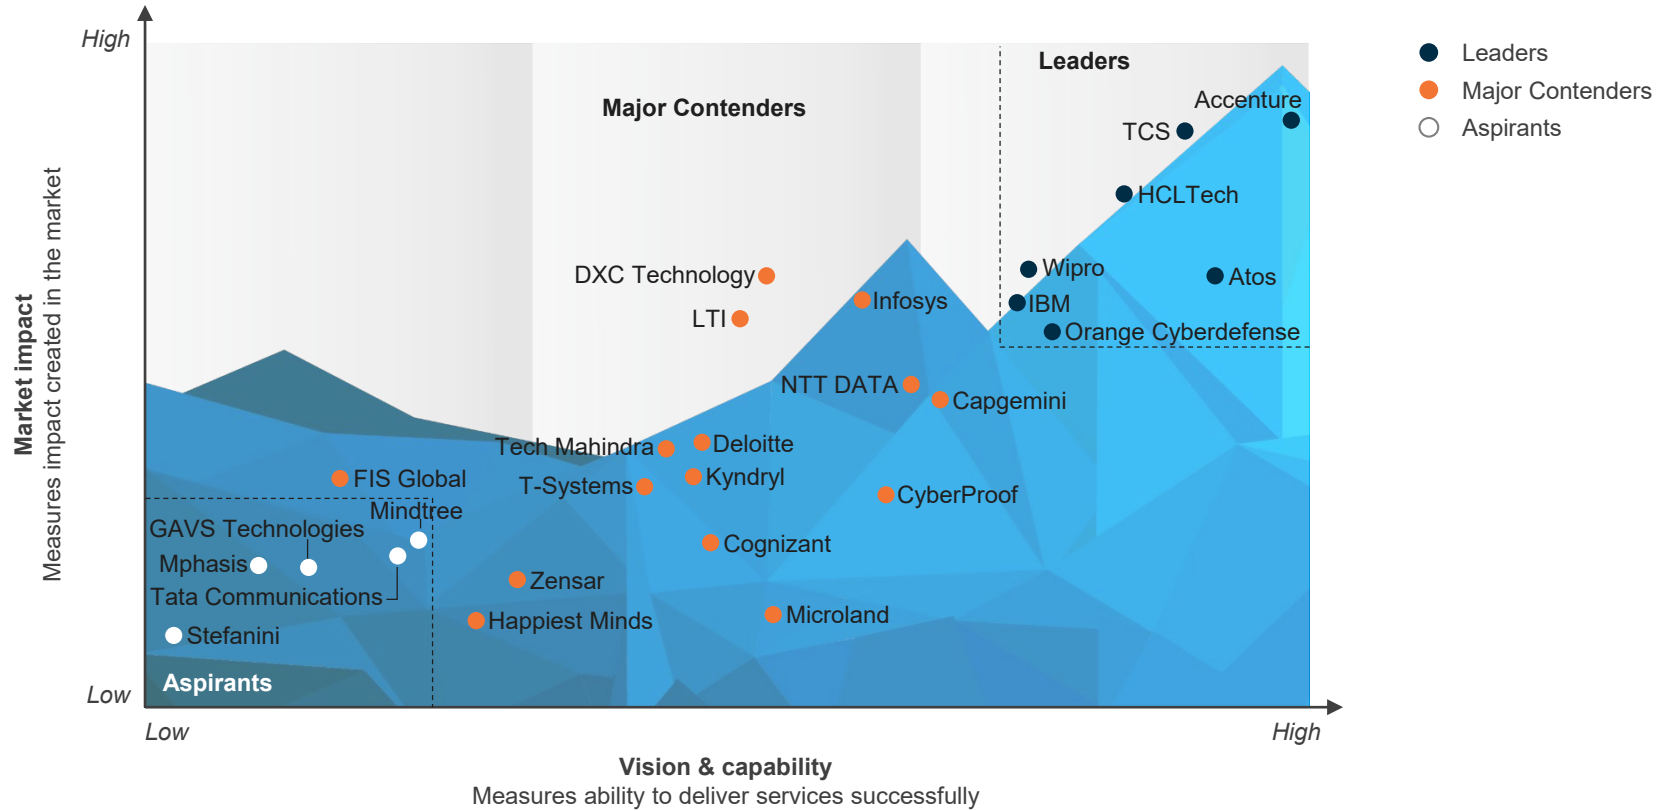 High
Leaders
Leaders
Major Contenders
Major Contenders
Aspirants
Accenture
TCS
HCLTech
Wipro
Atos
IBM
Orange Cyberdefense
DXC Technology
Infosys
LTI
NTT DATA
Capgemini
Tech Mahindra
Deloitte
FIS Global
Kyndryl
T-Systems
CyberProof
Mindtree
GAVS Technologies
Cognizant
Mphasis
Zensar
Tata Communications
Happiest Minds
Microland
Stefanini
Aspirants
Market impact
Measures impact created in the market
Low
Low
High
Vision & capability
Measures ability to deliver services successfully